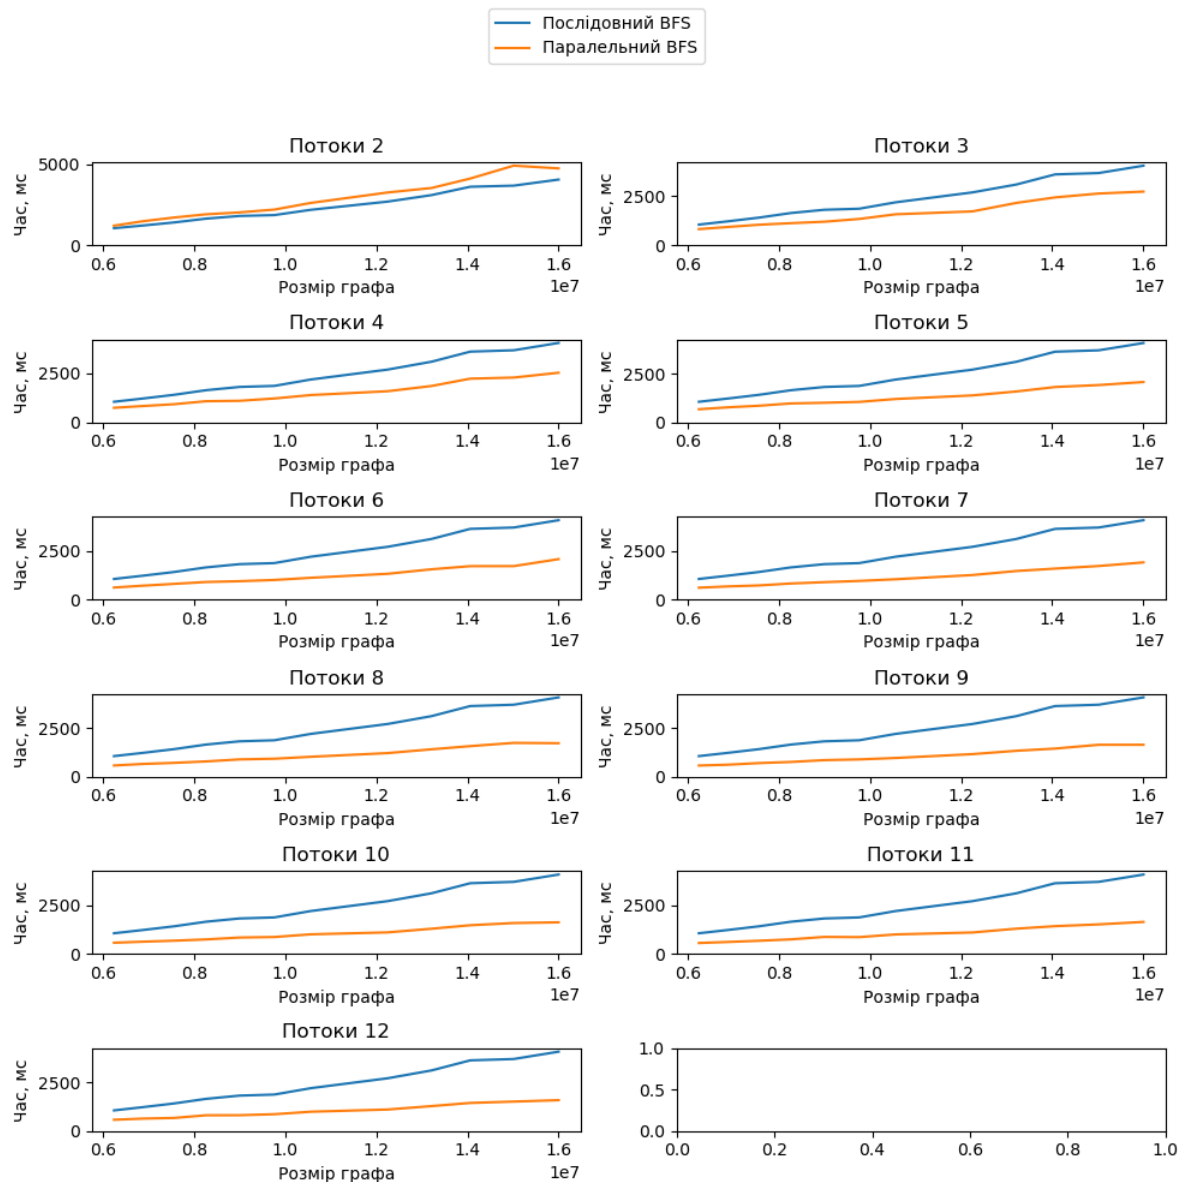 Послідовний BFS
Паралельний BFS
Потоки 2
Час, мс
5000
0
0.6 0.8 1.0 1.2 1.4 1.6
1e7
Розмір графа
Потоки 3
Час, мс
2500
0
0.6 0.8 1.0 1.2 1.4 1.6
1e7
Розмір графа
Потоки 4
Час, мс
2500
0
0.6 0.8 1.0 1.2 1.4 1.6
1e7
Розмір графа
Потоки 5
Час, мс
2500
0
0.6 0.8 1.0 1.2 1.4 1.6
1e7
Розмір графа
Потоки 6
Час, мс
2500
0
0.6 0.8 1.0 1.2 1.4 1.6
1e7
Розмір графа
Потоки 7
Час, мс
2500
0
0.6 0.8 1.0 1.2 1.4 1.6
1e7
Розмір графа
Потоки 8
Час, мс
2500
0
0.6 0.8 1.0 1.2 1.4 1.6
1e7
Розмір графа
Потоки 9
Час, мс
2500
0
0.6 0.8 1.0 1.2 1.4 1.6
1e7
Розмір графа
Потоки 10
Час, мс
2500
0
0.6 0.8 1.0 1.2 1.4 1.6
1e7
Розмір графа
Потоки 11
Час, мс
2500
0
0.6 0.8 1.0 1.2 1.4 1.6
1e7
Розмір графа
Потоки 12
Час, мс
2500
0
0.6 0.8 1.0 1.2 1.4 1.6
1e7
Розмір графа
1.0
0.5
0.0
0.0 0.2 0.4 0.6 0.8 1.0